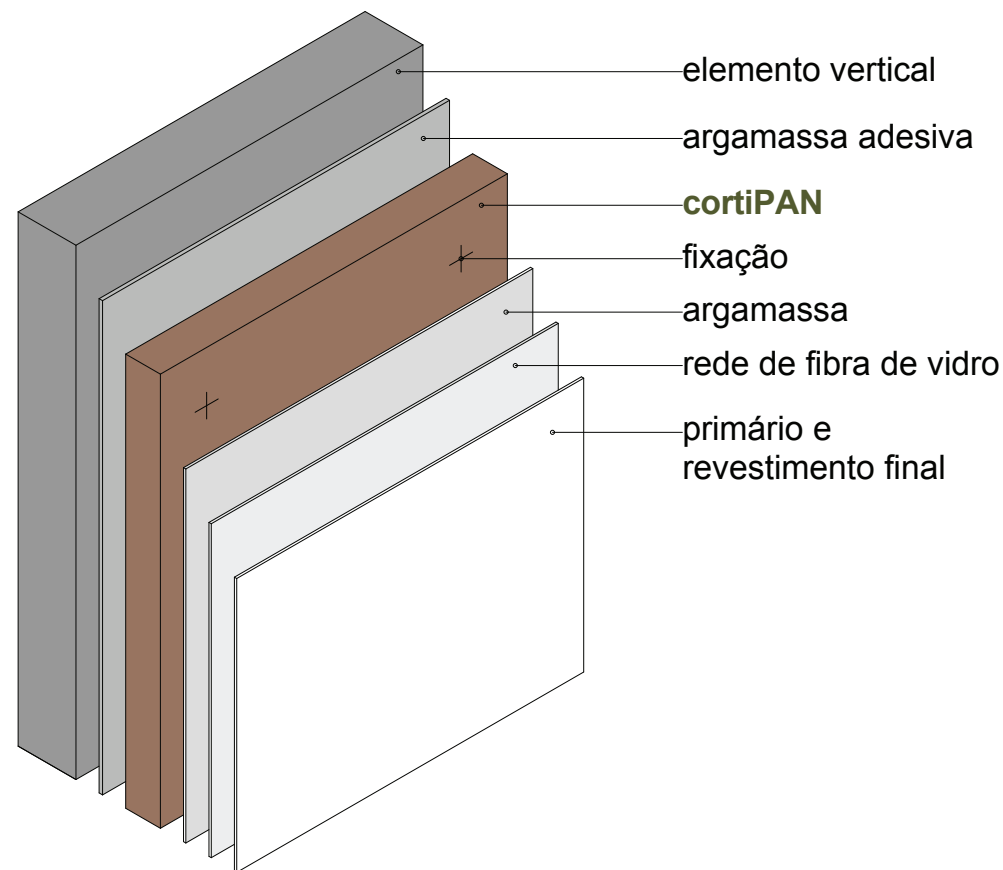 elemento vertical
argamassa adesiva
cortiPAN
fixação
argamassa
rede de fibra de vidro
primário e
revestimento final